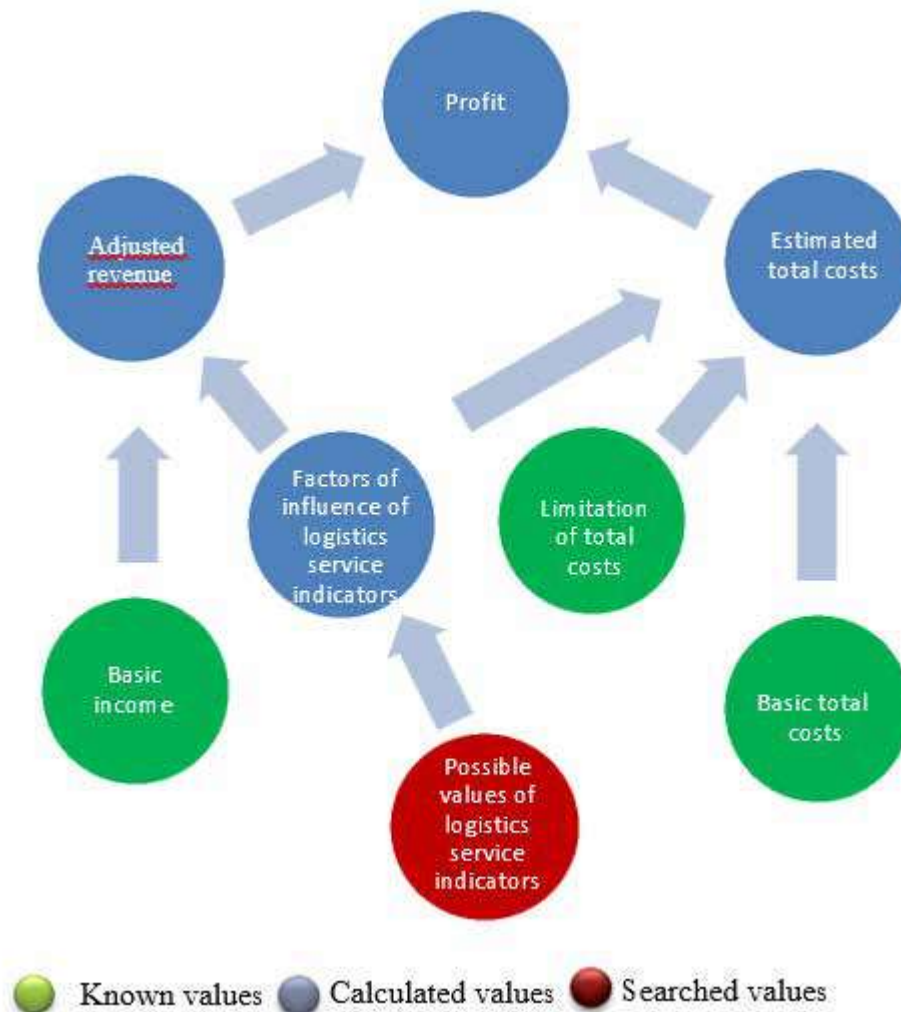 Profit
Adjusted
revenue
Estimated
total costs
Factors of
influence of
logistics
service
indicators
Limitation
of total
costs
Basic
income
Basic total
costs
Possible
values of
logistics
service
indicators
Known values Calculated values Searched values